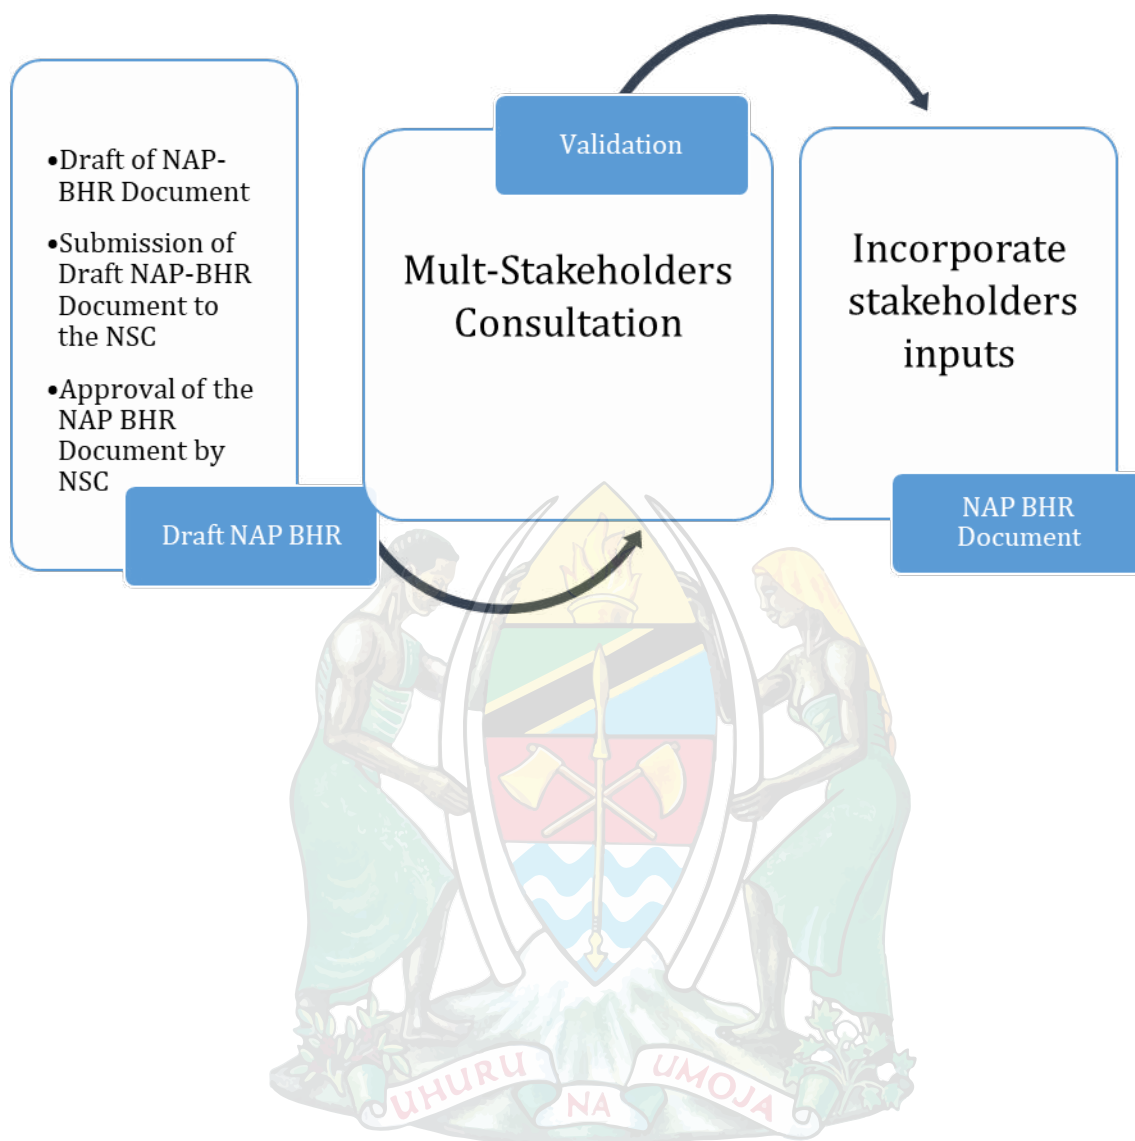 •Draft of NAP-
BHR Document
•Submission of
Draft NAP-BHR
Document to
the NSC
•Approval of the
NAP BHR
Document by
NSC
Draft NAP BHR
Validation
Mult-Stakeholders
Consultation
Incorporate
stakeholders
inputs
NAP BHR
Document
UHURU NA UMOJA